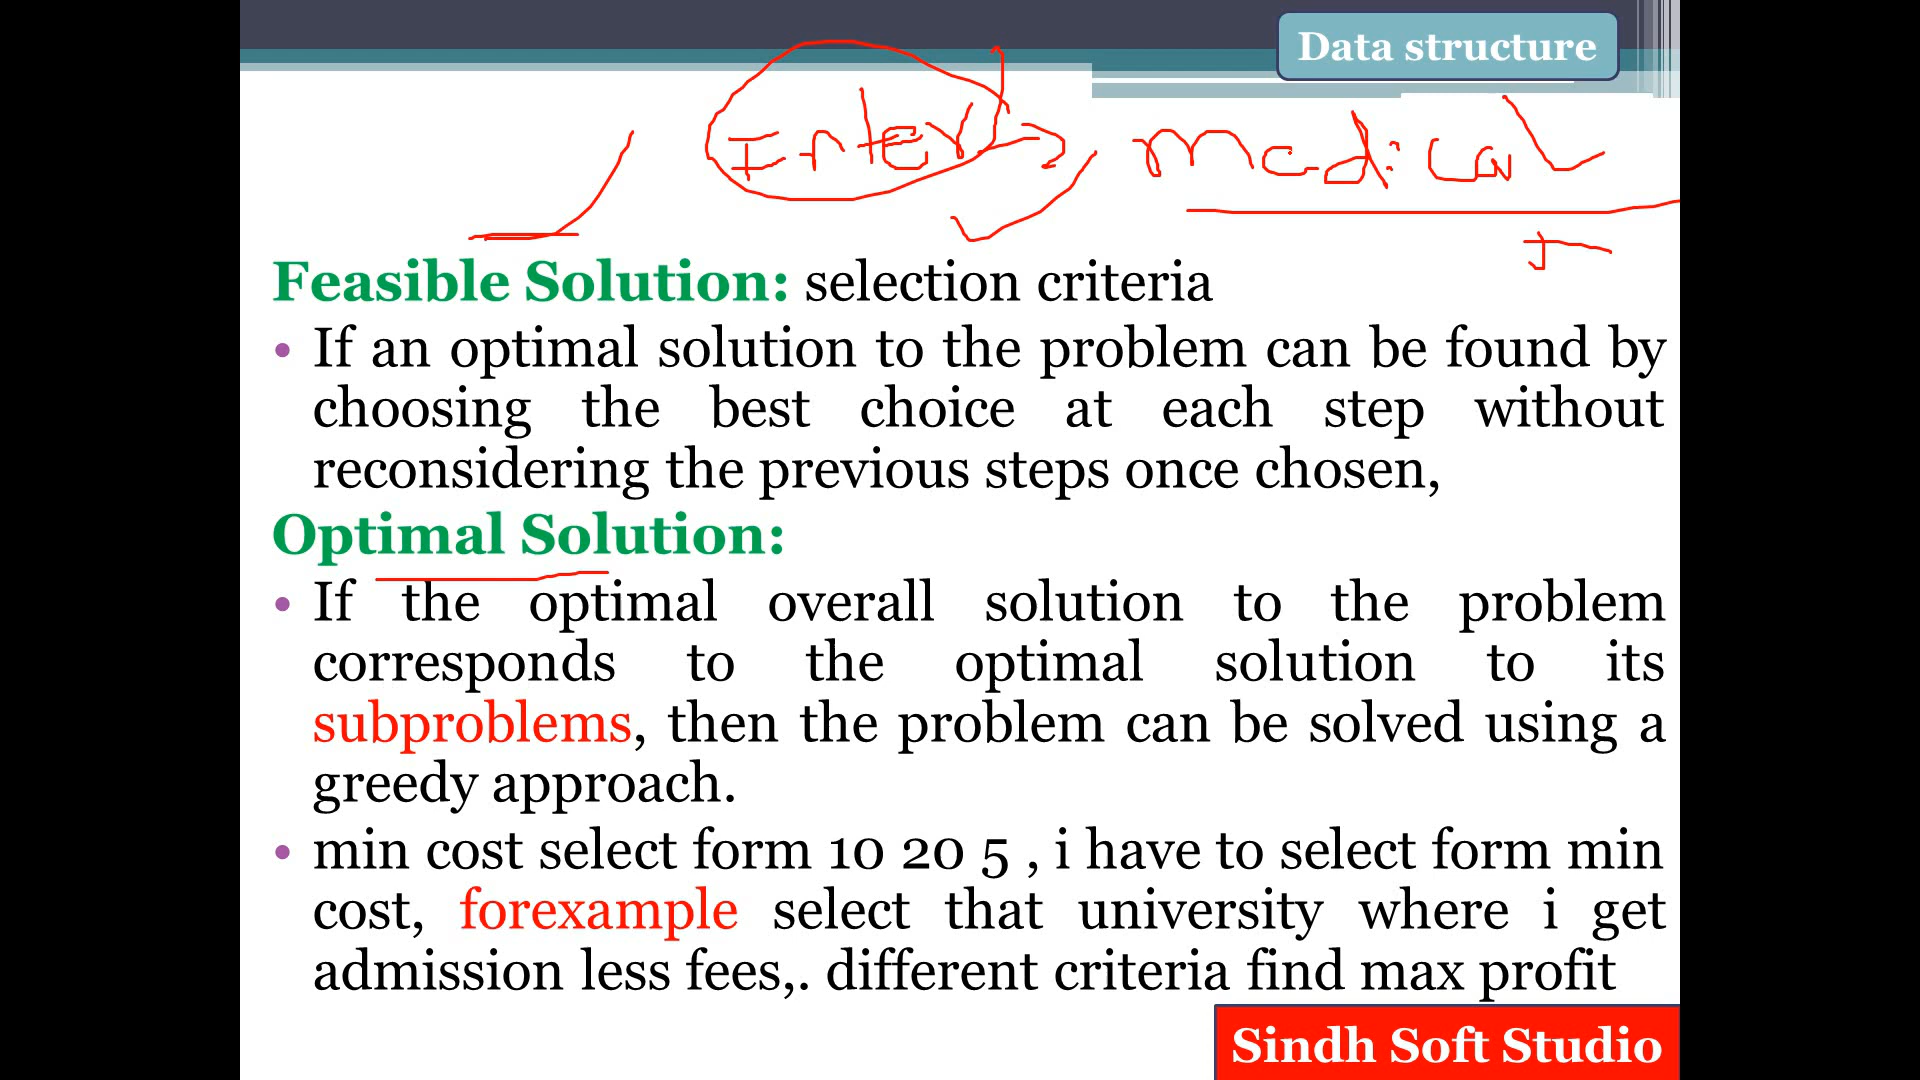 Data structure
Inter medical
Feasible Solution: selection criteria
• If an optimal solution to the problem can be found by
choosing the best choice at each step without
reconsidering the previous steps once chosen,
Optimal Solution:
• If the optimal overall solution to the problem
corresponds to the optimal solution to its
subproblems, then the problem can be solved using a
greedy approach.
• min cost select form 10 20 5 , i have to select form min
cost, forexample select that university where i get
admission less fees,. different criteria find max profit
Sindh Soft Studio